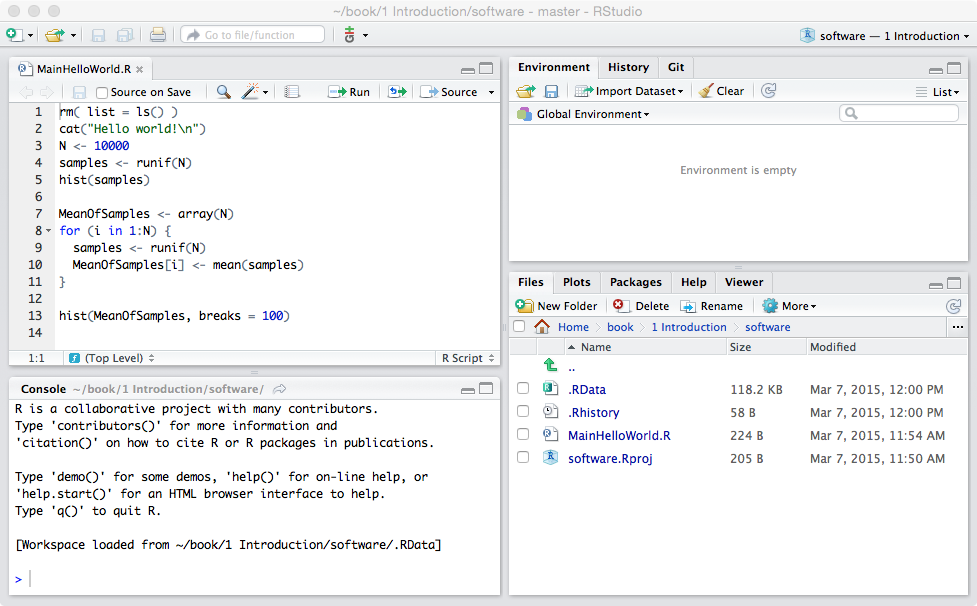 ~/book/1 Introduction/software - master - RStudio
Go to file/function
software — 1 Introduction
MainHelloWorld.R
Source on Save
Run
Source
1 rm( list = ls() )
2 cat("Hello world!\n")
3 N <- 10000
4 samples <- runif(N)
5 hist(samples)
6
7 MeanOfSamples <- array(N)
8 for (i in 1:N) {
9   samples <- runif(N)
10   MeanOfSamples[i] <- mean(samples)
11 }
12
13 hist(MeanOfSamples, breaks = 100)
14
1:1 (Top Level) R Script
Console ~/book/1 Introduction/software/
R is a collaborative project with many contributors.
Type 'contributors()' for more information and
'citation()' on how to cite R or R packages in publications.
Type 'demo()' for some demos, 'help()' for on-line help, or
'help.start()' for an HTML browser interface to help.
Type 'q()' to quit R.
[Workspace loaded from ~/book/1 Introduction/software/.RData]
>
Environment History Git
Import Dataset Clear List
Global Environment
Environment is empty
Files Plots Packages Help Viewer
New Folder Delete Rename More
Home book 1 Introduction software ...
Name Size Modified
..
.RData 118.2 KB Mar 7, 2015, 12:00 PM
.Rhistory 58 B Mar 7, 2015, 12:00 PM
MainHelloWorld.R 224 B Mar 7, 2015, 11:54 AM
software.Rproj 205 B Mar 7, 2015, 11:50 AM